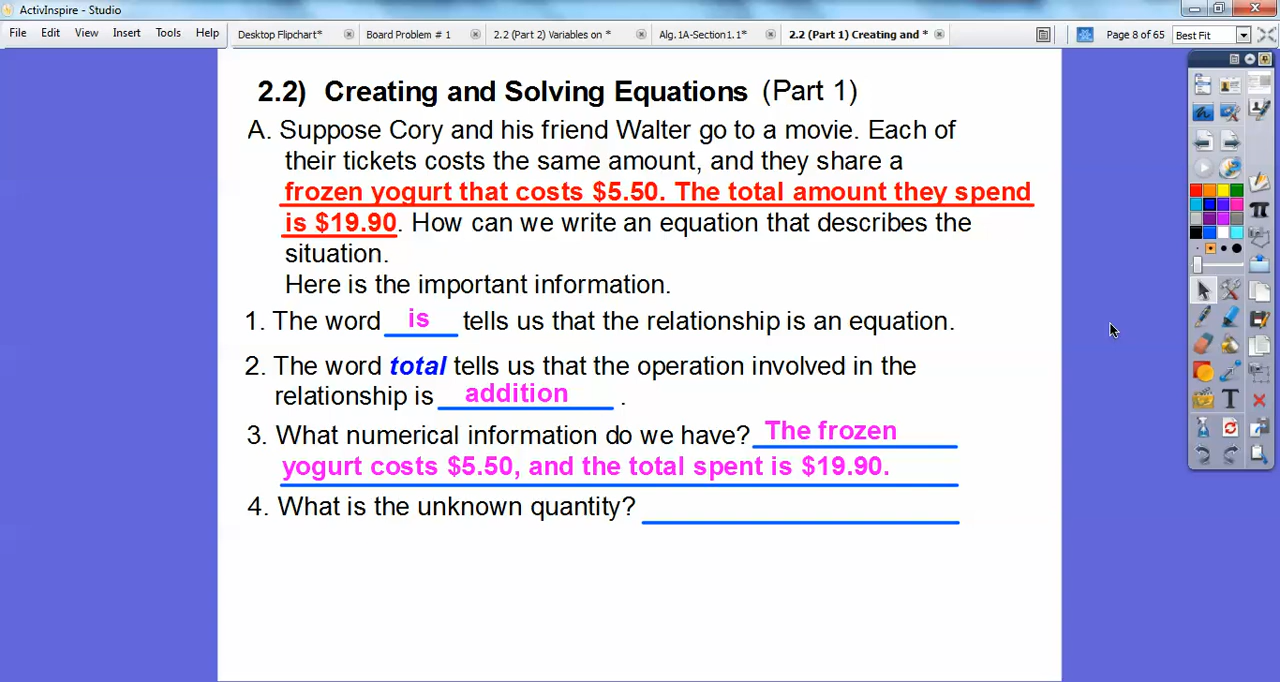 ActivInspire - Studio
File Edit View Insert Tools Help
Desktop Flipchart* Board Problem # 1 2.2 (Part 2) Variables on * Alg. 1A-Section1.1* 2.2 (Part 1) Creating and * Page 8 of 65 Best Fit
2.2) Creating and Solving Equations (Part 1)
A. Suppose Cory and his friend Walter go to a movie. Each of
their tickets costs the same amount, and they share a
frozen yogurt that costs $5.50. The total amount they spend
is $19.90. How can we write an equation that describes the
situation.
Here is the important information.
1. The word is tells us that the relationship is an equation.
2. The word total tells us that the operation involved in the
relationship is addition .
3. What numerical information do we have? The frozen
yogurt costs $5.50, and the total spent is $19.90.
4. What is the unknown quantity?